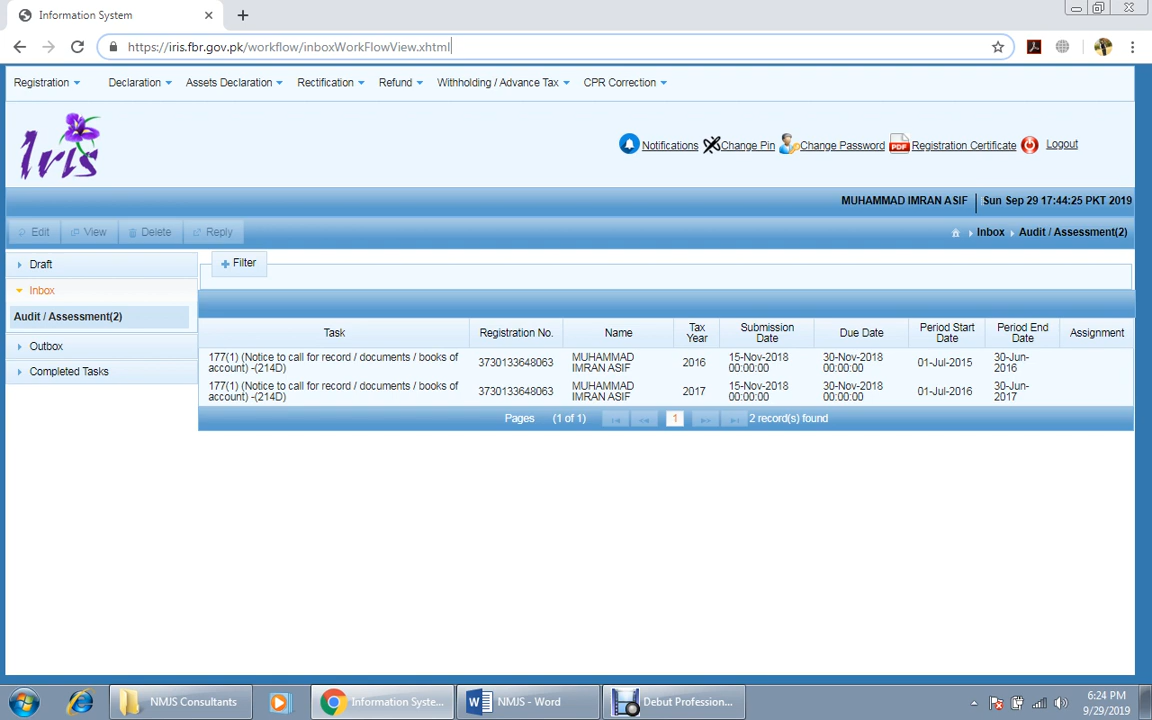 Information System
https://iris.fbr.gov.pk/workflow/inboxWorkFlowView.xhtml
Registration Declaration Assets Declaration Rectification Refund Withholding / Advance Tax CPR Correction
Iris
Notifications Change Pin Change Password Registration Certificate Logout
MUHAMMAD IMRAN ASIF Sun Sep 29 17:44:25 PKT 2019
Edit View Delete Reply Inbox Audit / Assessment(2)
Draft
Inbox
Audit / Assessment(2)
Outbox
Completed Tasks
Filter
Task Registration No. Name Tax Year Submission Date Due Date Period Start Date Period End Date Assignment
177(1) (Notice to call for record / documents / books of 3730133648063 MUHAMMAD 2016 15-Nov-2018 30-Nov-2018 01-Jul-2015 30-Jun-
account) -(214D) IMRAN ASIF 00:00:00 00:00:00 2016
177(1) (Notice to call for record / documents / books of 3730133648063 MUHAMMAD 2017 15-Nov-2018 30-Nov-2018 01-Jul-2016 30-Jun-
account) -(214D) IMRAN ASIF 00:00:00 00:00:00 2017
Pages (1 of 1) 1 2 record(s) found
NMJS Consultants Information Syste... NMJS - Word Debut Profession...
6:24 PM
9/29/2019